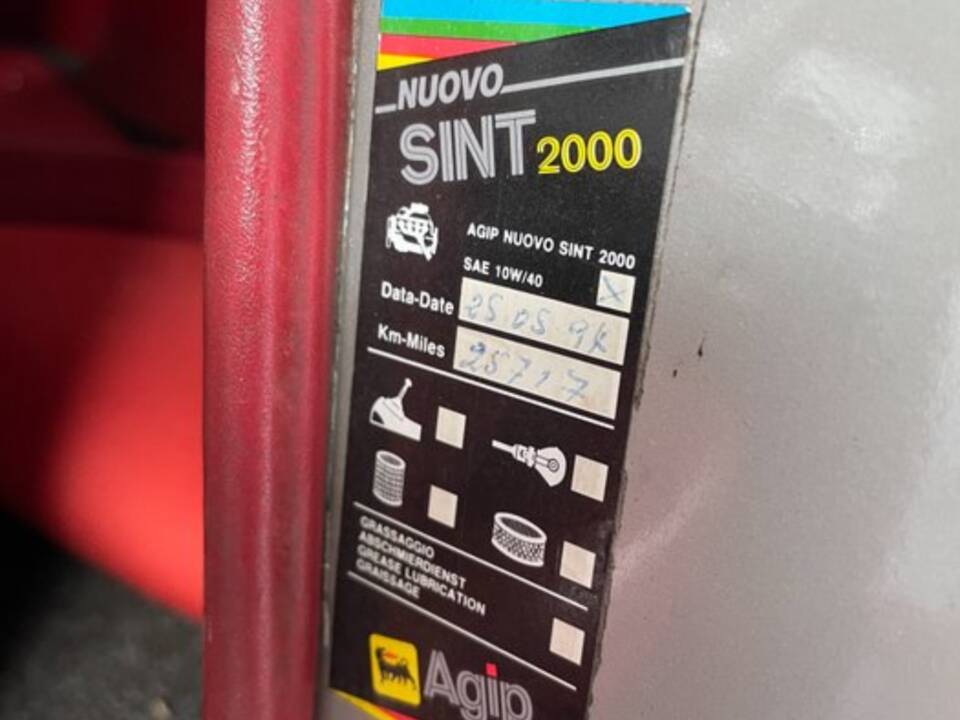 NUOVO
SINT 2000
AGIP NUOVO SINT 2000
SAE 10W/40 X
Data-Date 25 05
Km-Miles 25717
GRASSAGGIO
ABSCHMIERDIENST
GREASE LUBRICATION
GRAISSAGE
Agip